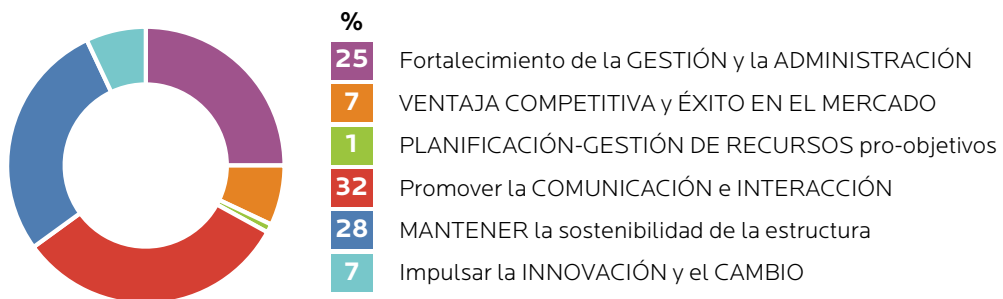 %
25 Fortalecimiento de la GESTIÓN y la ADMINISTRACIÓN
7 VENTAJA COMPETITIVA y ÉXITO EN EL MERCADO
1 PLANIFICACIÓN-GESTIÓN DE RECURSOS pro-objetivos
32 Promover la COMUNICACIÓN e INTERACCIÓN
28 MANTENER la sostenibilidad de la estructura
7 Impulsar la INNOVACIÓN y el CAMBIO